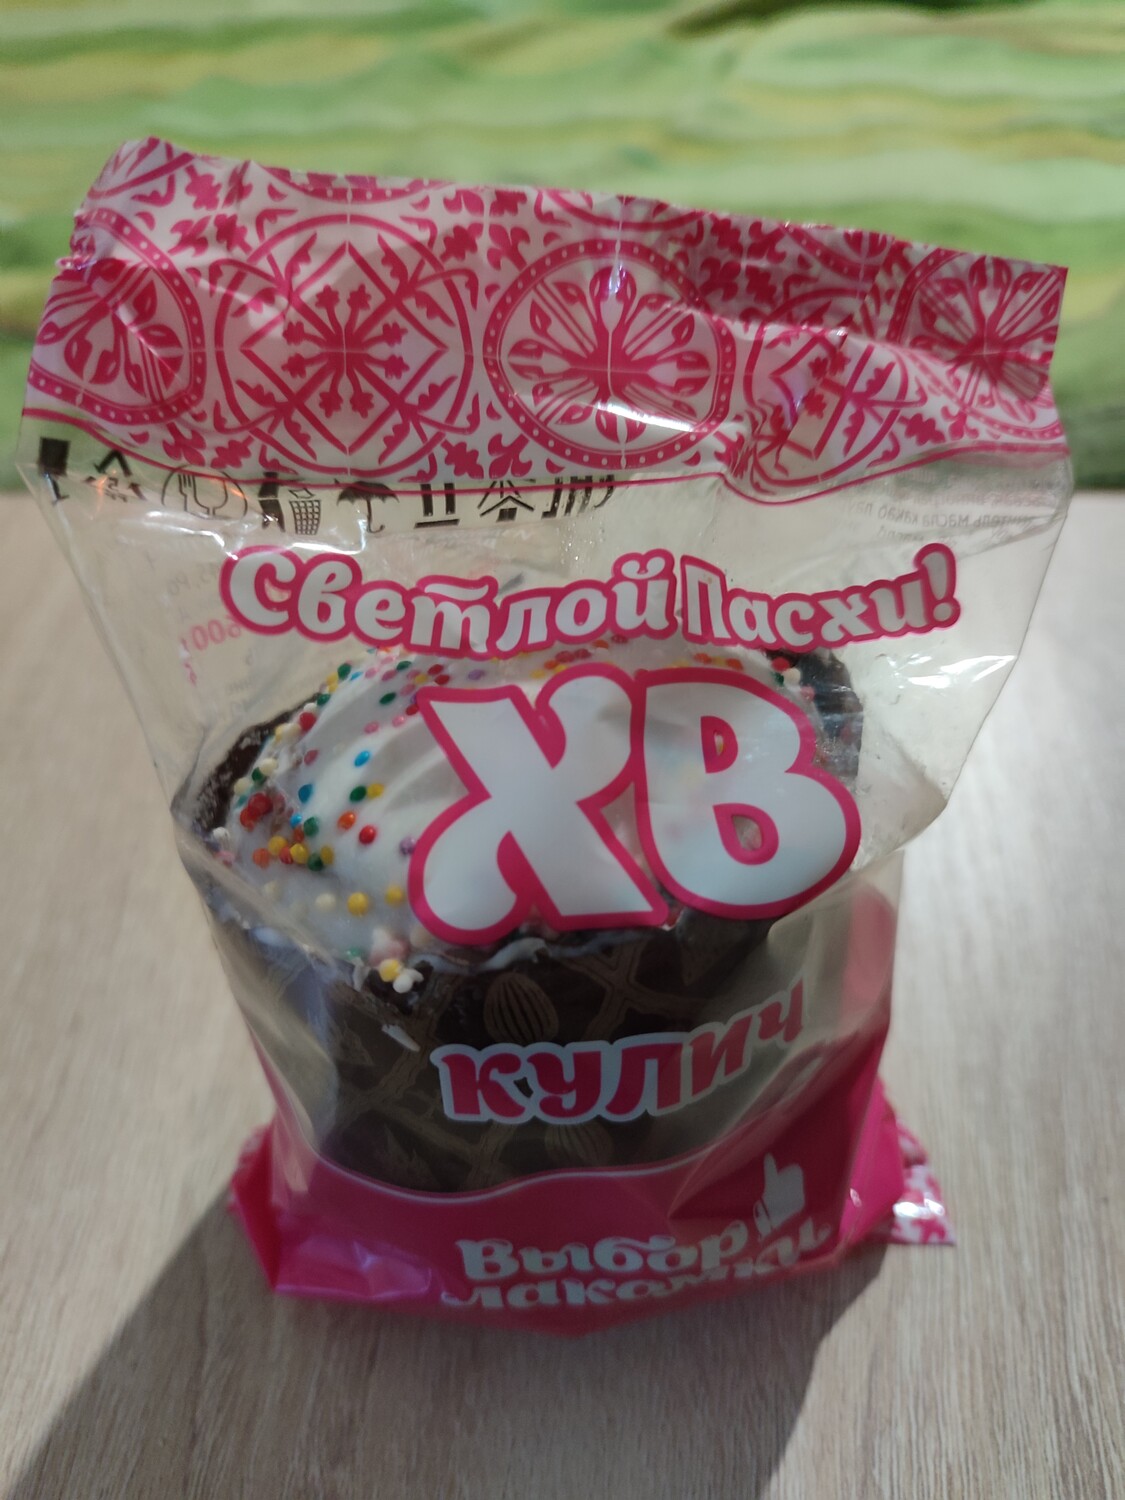 Светлой Пасхи!
ХВ
кулич
Выбор
лакомки